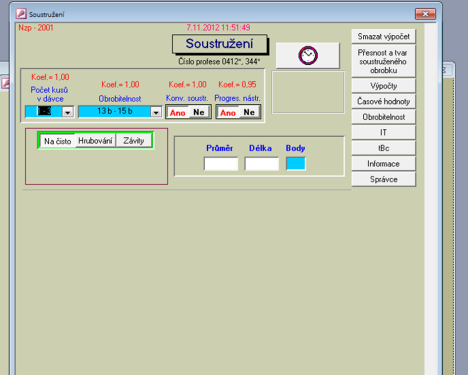 Soustružení
Nzp - 2001
7.11.2012 11:51:49
Soustružení
Číslo profese 0412*, 344*
Koef.= 1,00
Počet kusů
v dávce
Koef.= 1,00
Obrobitelnost
13 b - 15 b
Koef.= 1,00
Konv. soustr.
Ano Ne
Koef.= 0,95
Progres. nástr.
Ano Ne
Na čisto Hrubování Závity
Průměr Délka Body
Smazat výpočet
Přesnost a tvar
soustruženého
obrobku
Výpočty
Časové hodnoty
Obrobitelnost
IT
tBc
Informace
Správce